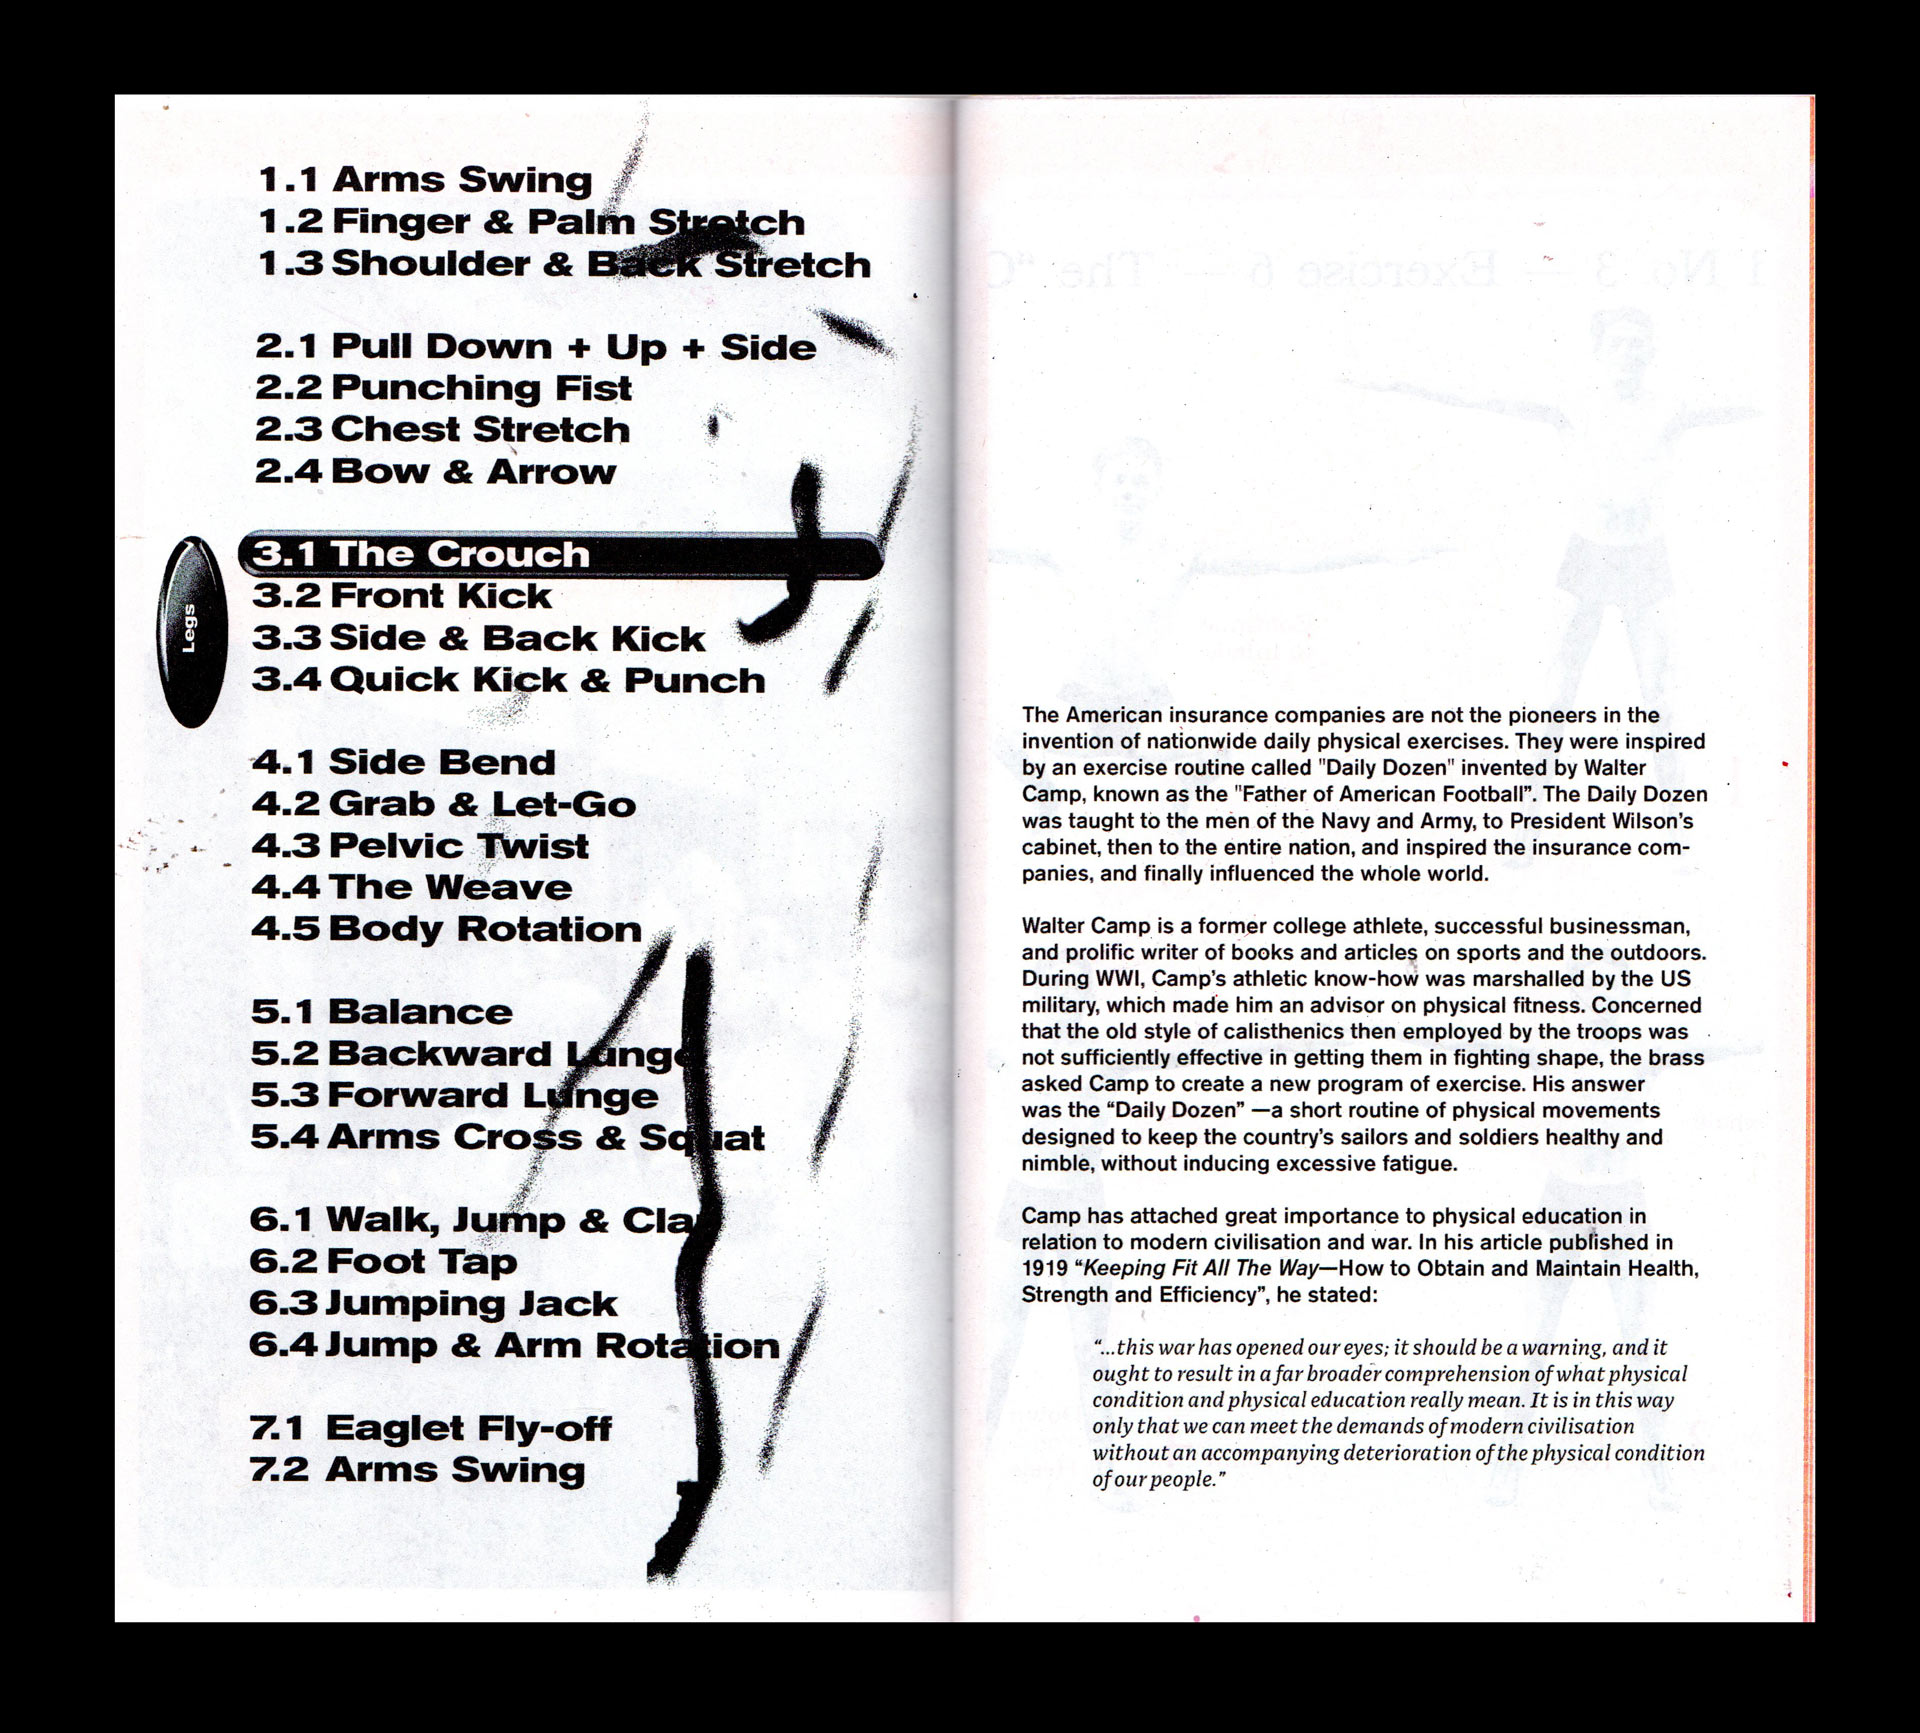 1.1 Arms Swing
1.2 Finger & Palm Stretch
1.3 Shoulder & Back Stretch
2.1 Pull Down + Up + Side
2.2 Punching Fist
2.3 Chest Stretch
2.4 Bow & Arrow
Legs
3.1 The Crouch
3.2 Front Kick
3.3 Side & Back Kick
3.4 Quick Kick & Punch
4.1 Side Bend
4.2 Grab & Let-Go
4.3 Pelvic Twist
4.4 The Weave
4.5 Body Rotation
5.1 Balance
5.2 Backward Lunge
5.3 Forward Lunge
5.4 Arms Cross & Squat
6.1 Walk, Jump & Clap
6.2 Foot Tap
6.3 Jumping Jack
6.4 Jump & Arm Rotation
7.1 Eaglet Fly-off
7.2 Arms Swing
No. 3 Exercise 6 The "C
The American insurance companies are not the pioneers in the
invention of nationwide daily physical exercises. They were inspired
by an exercise routine called "Daily Dozen" invented by Walter
Camp, known as the "Father of American Football”. The Daily Dozen
was taught to the men of the Navy and Army, to President Wilson’s
cabinet, then to the entire nation, and inspired the insurance com-
panies, and finally influenced the whole world.
Walter Camp is a former college athlete, successful businessman,
and prolific writer of books and articles on sports and the outdoors.
During WWI, Camp’s athletic know-how was marshalled by the US
military, which made him an advisor on physical fitness. Concerned
that the old style of calisthenics then employed by the troops was
not sufficiently effective in getting them in fighting shape, the brass
asked Camp to create a new program of exercise. His answer
was the “Daily Dozen” —a short routine of physical movements
designed to keep the country’s sailors and soldiers healthy and
nimble, without inducing excessive fatigue.
Camp has attached great importance to physical education in
relation to modern civilisation and war. In his article published in
1919 “Keeping Fit All The Way—How to Obtain and Maintain Health,
Strength and Efficiency”, he stated:
“...this war has opened our eyes; it should be a warning, and it
ought to result in a far broader comprehension of what physical
condition and physical education really mean. It is in this way
only that we can meet the demands of modern civilisation
without an accompanying deterioration of the physical condition
of our people.”